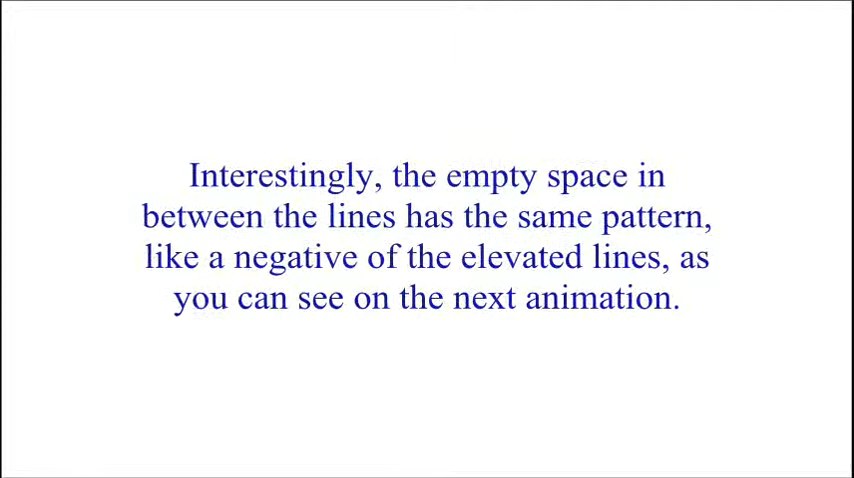 Interestingly, the empty space in
between the lines has the same pattern,
like a negative of the elevated lines, as
you can see on the next animation.